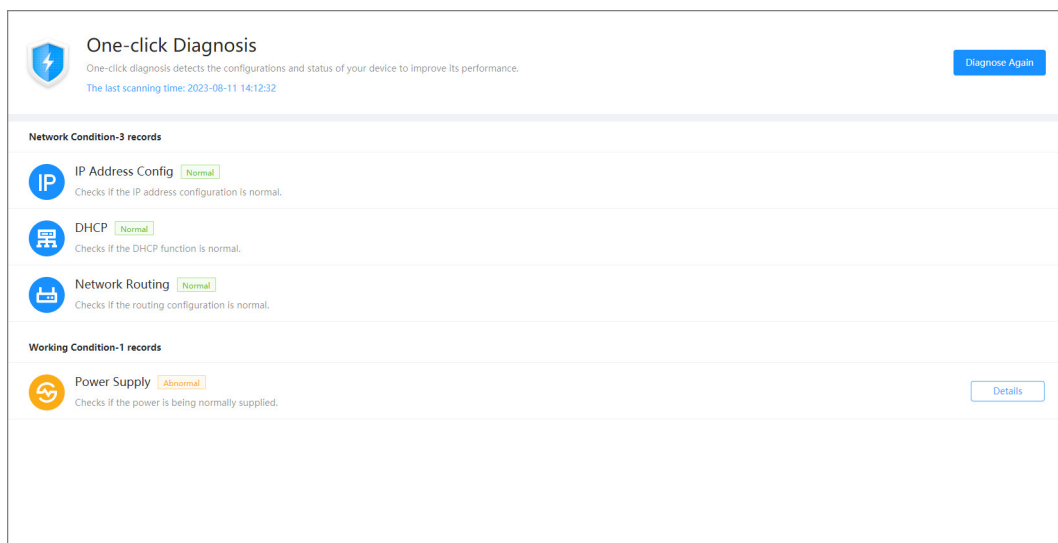 One-click Diagnosis
One-click diagnosis detects the configurations and status of your device to improve its performance.
The last scanning time: 2023-08-11 14:12:32
Diagnose Again
Network Condition-3 records
IP
IP Address Config Normal
Checks if the IP address configuration is normal.
DHCP Normal
Checks if the DHCP function is normal.
Network Routing Normal
Checks if the routing configuration is normal.
Working Condition-1 records
Power Supply Abnormal
Checks if the power is being normally supplied.
Details